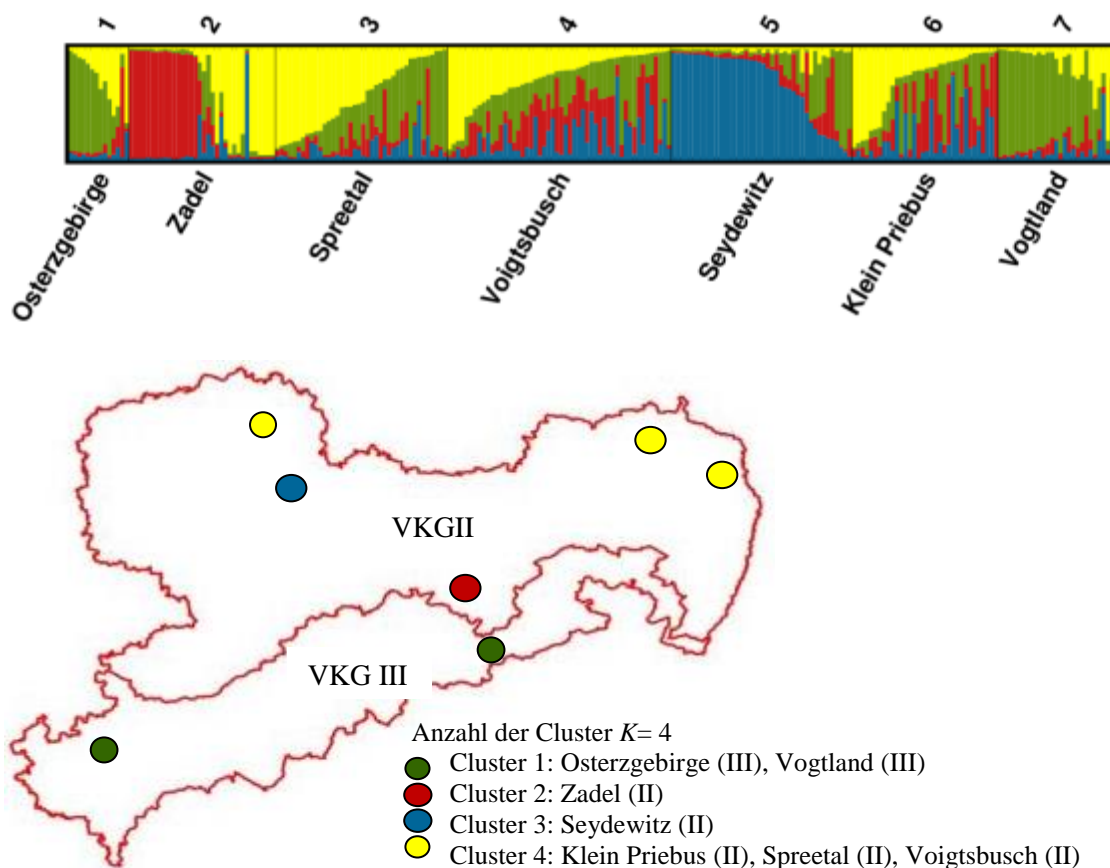 1 2 3 4 5 6 7
Osterzgebirge
Zadel
Spreetal
Voigtsbusch
Seydewitz
Klein Priebus
Vogtland
VKGII
VKG III
Anzahl der Cluster K= 4
Cluster 1: Osterzgebirge (III), Vogtland (III)
Cluster 2: Zadel (II)
Cluster 3: Seydewitz (II)
Cluster 4: Klein Priebus (II), Spreetal (II), Voigtsbusch (II)